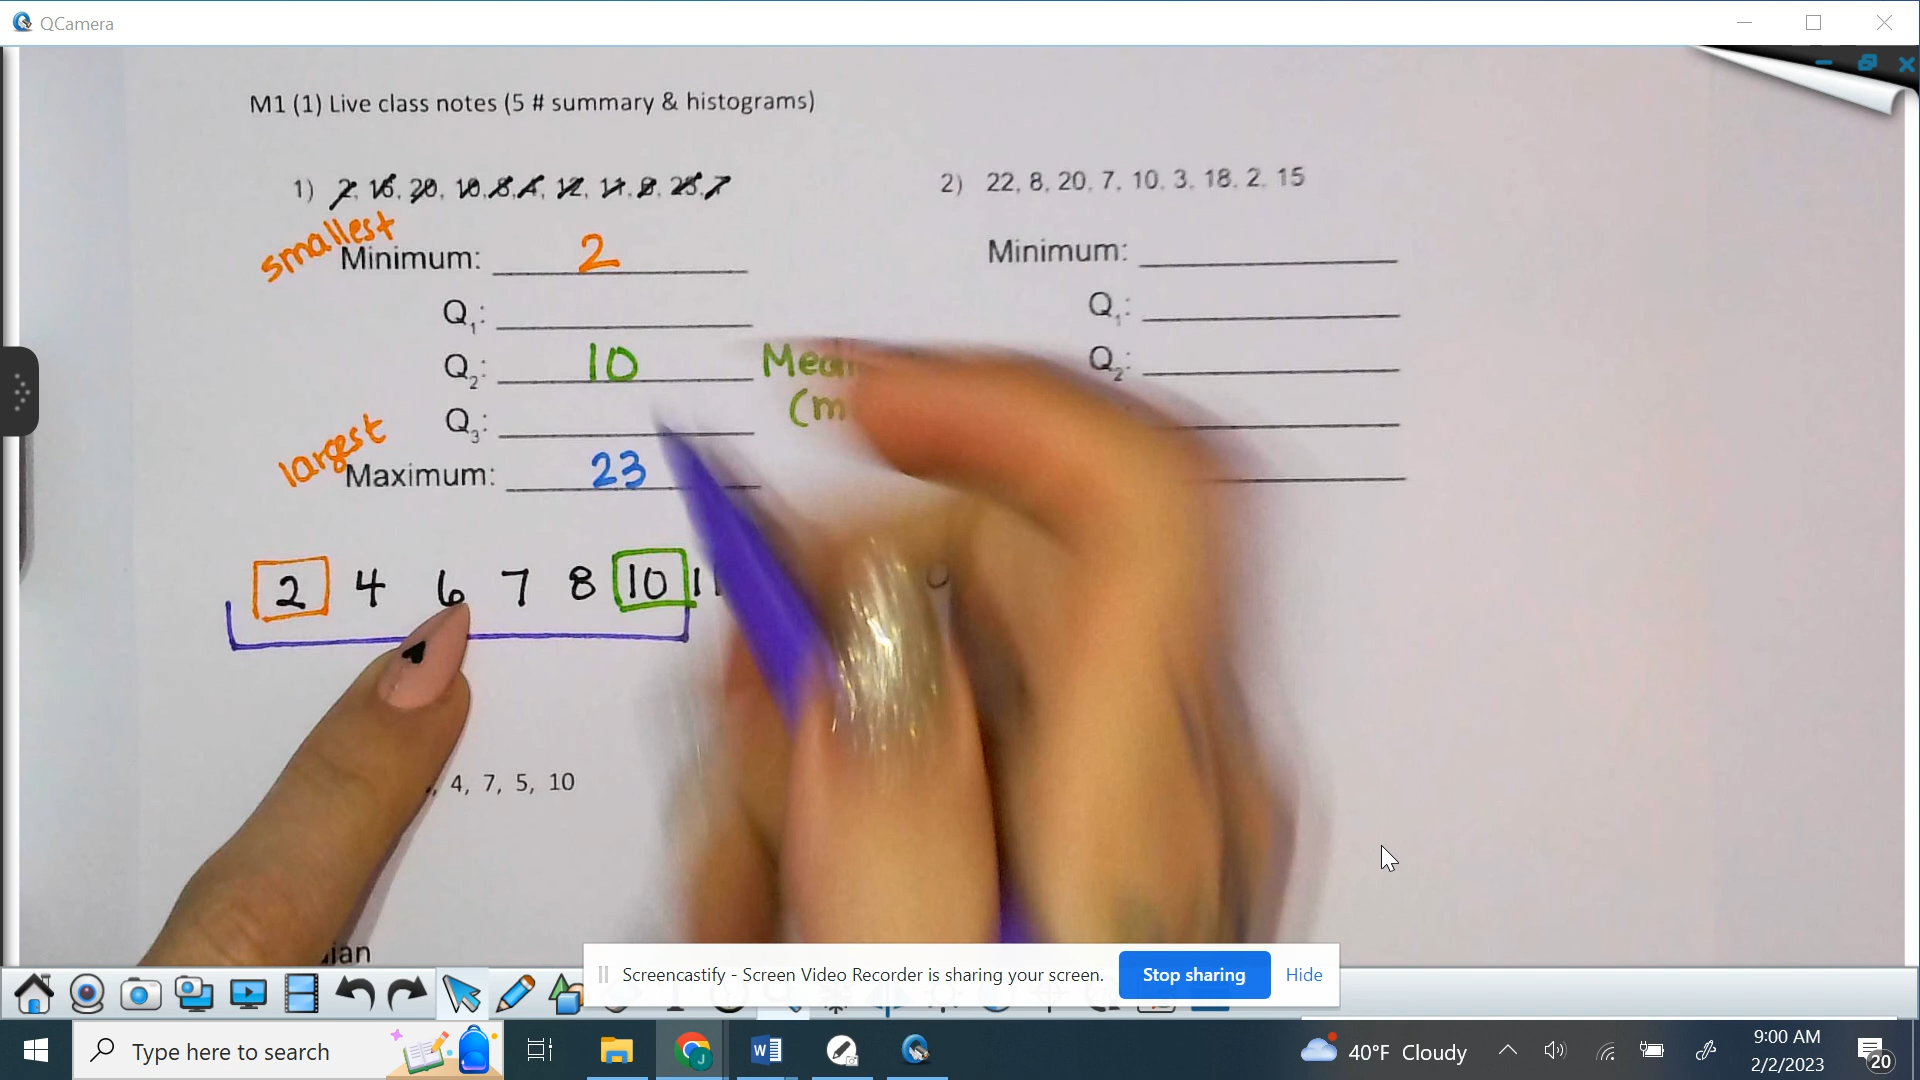 QCamera
M1 (1) Live class notes (5 # summary & histograms)
1) 2, 16, 20, 10, 8, 4, 12, 11, 23, 7
2) 22, 8, 20, 7, 10, 3, 18, 2, 15
smallest
Minimum: 2
Minimum:
Q1:
Q1:
Q2: 10
Q2:
Q3:
largest
Maximum: 23
2 4 6 7 8 10
4, 7, 5, 10
Screencastify - Screen Video Recorder is sharing your screen. Stop sharing Hide
Type here to search
40°F Cloudy
9:00 AM
2/2/2023
20